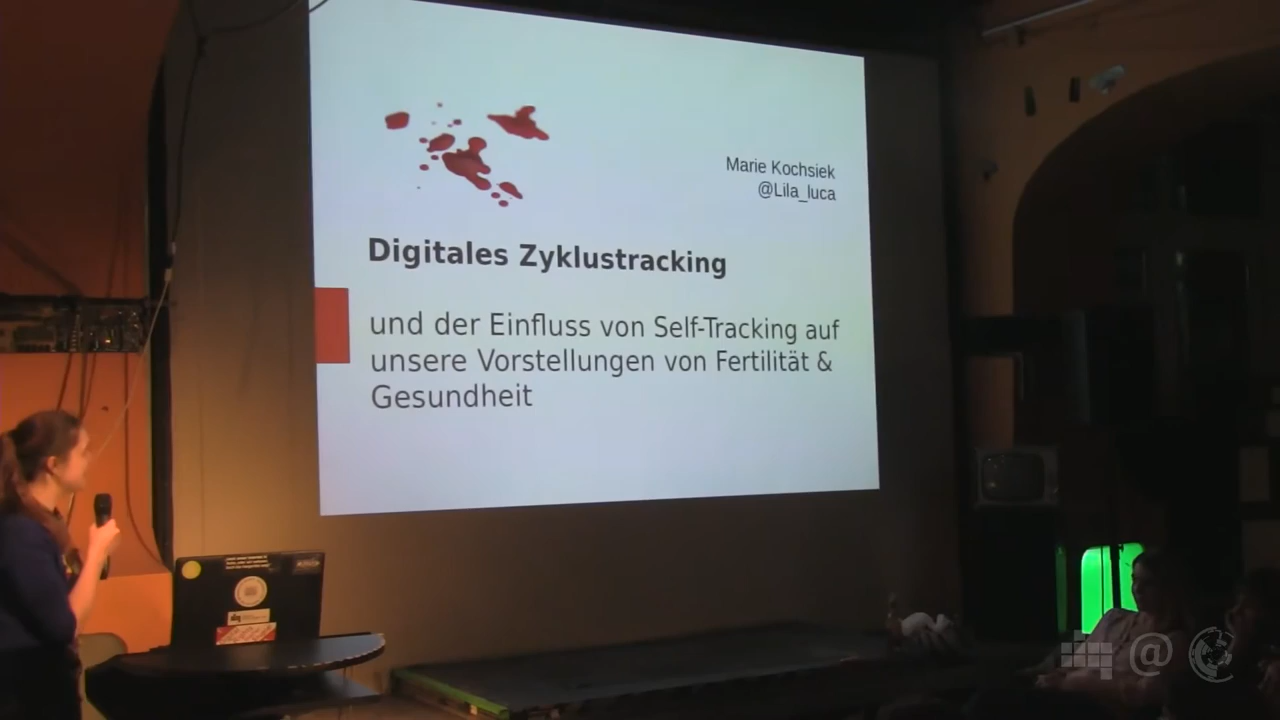 Marie Kochsiek
@Lila_luca
Digitales Zyklustracking
und der Einfluss von Self-Tracking auf
unsere Vorstellungen von Fertilität &
Gesundheit
@